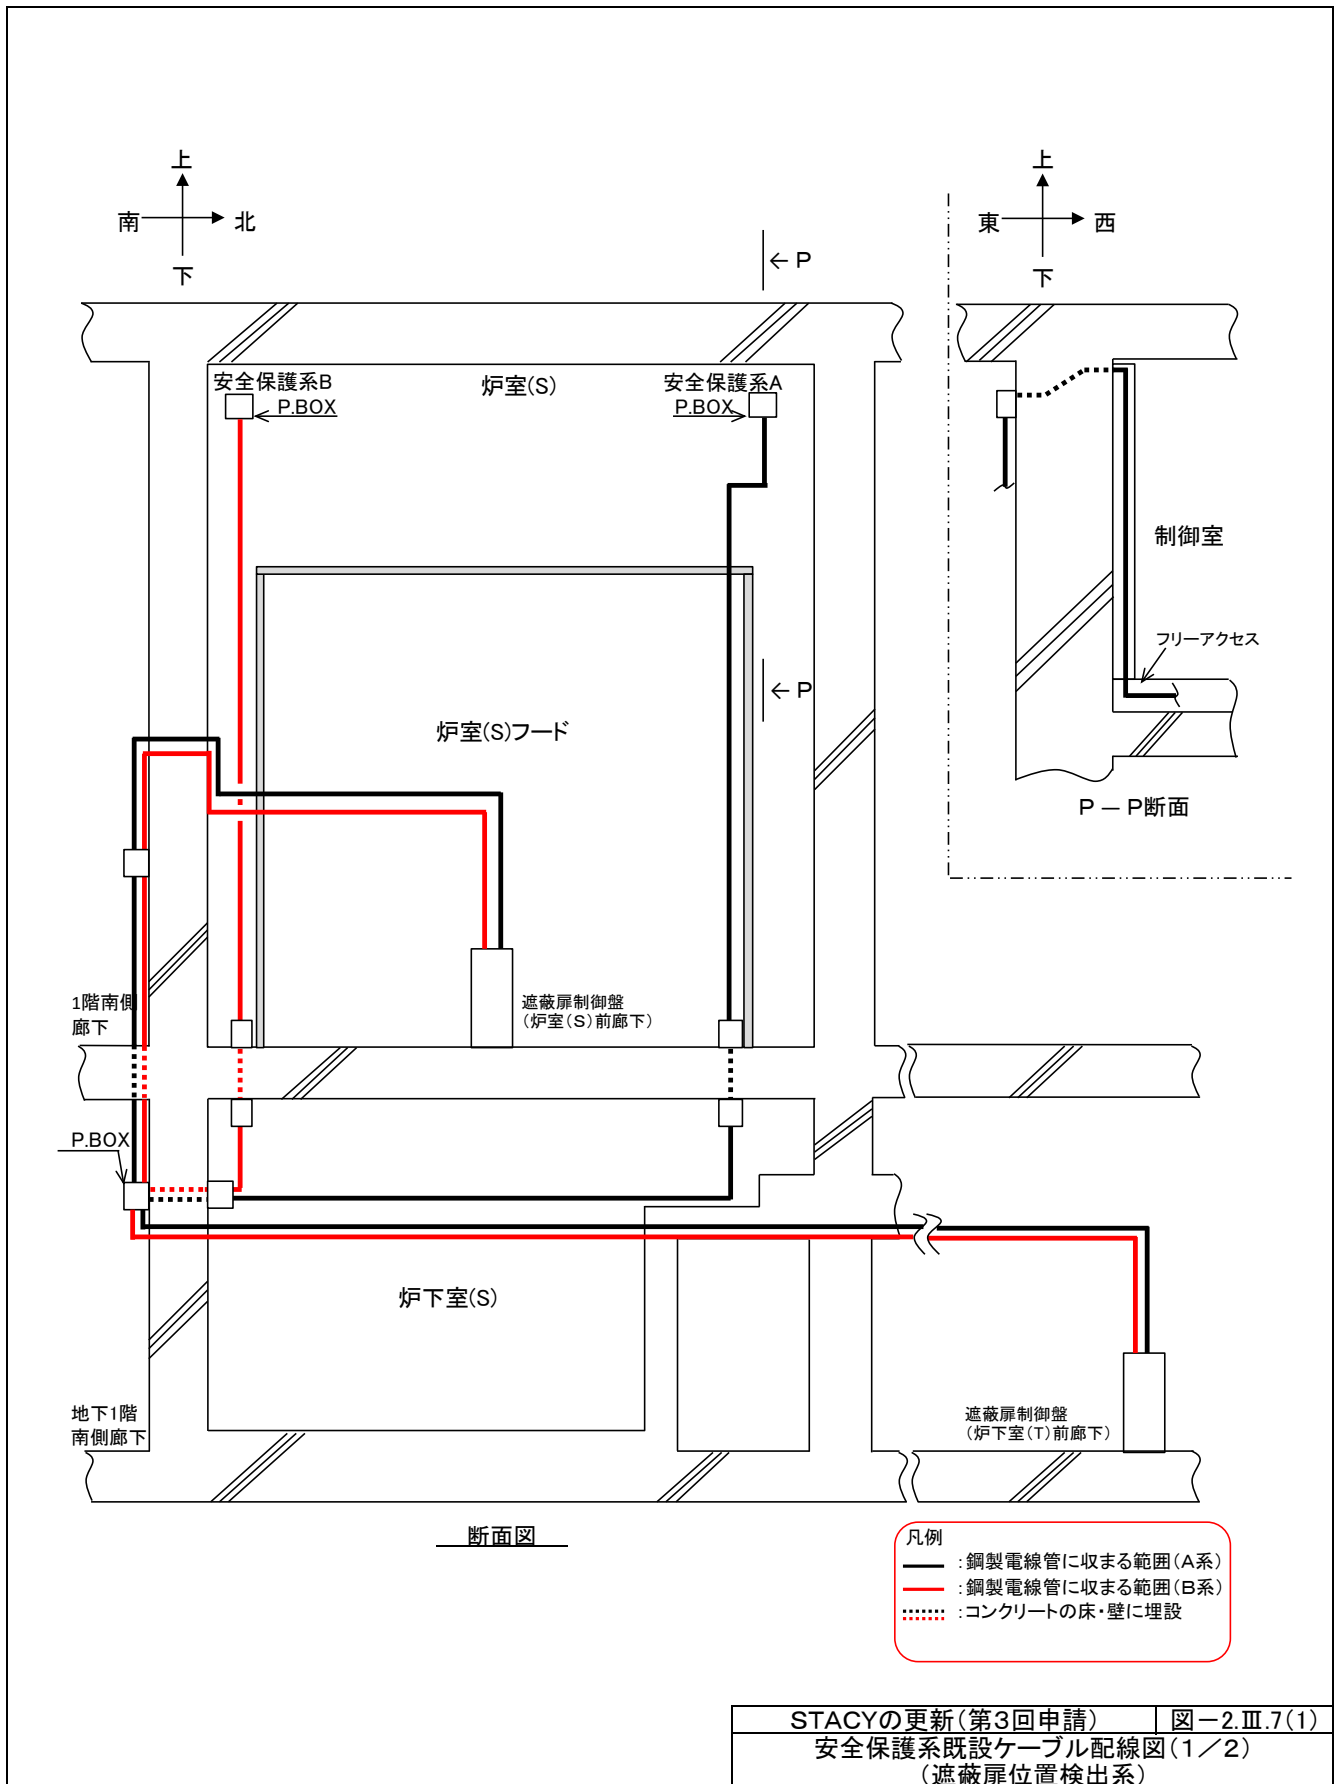 上
南
北
下
上
東
西
下
← P
安全保護系B
P.BOX
炉室(S)
安全保護系A
P.BOX
制御室
フリーアクセス
← P
炉室(S)フード
P － P断面
1階南側
廊下
遮蔽扉制御盤
（炉室(S)前廊下）
P.BOX
炉下室(S)
地下1階
南側廊下
遮蔽扉制御盤
（炉下室(T)前廊下）
断面図
凡例
：鋼製電線管に収まる範囲(A系)
：鋼製電線管に収まる範囲(B系)
：コンクリートの床・壁に埋設
STACYの更新(第3回申請)
図－2.Ⅲ.7(1)
安全保護系既設ケーブル配線図(１／２)
(遮蔽扉位置検出系)